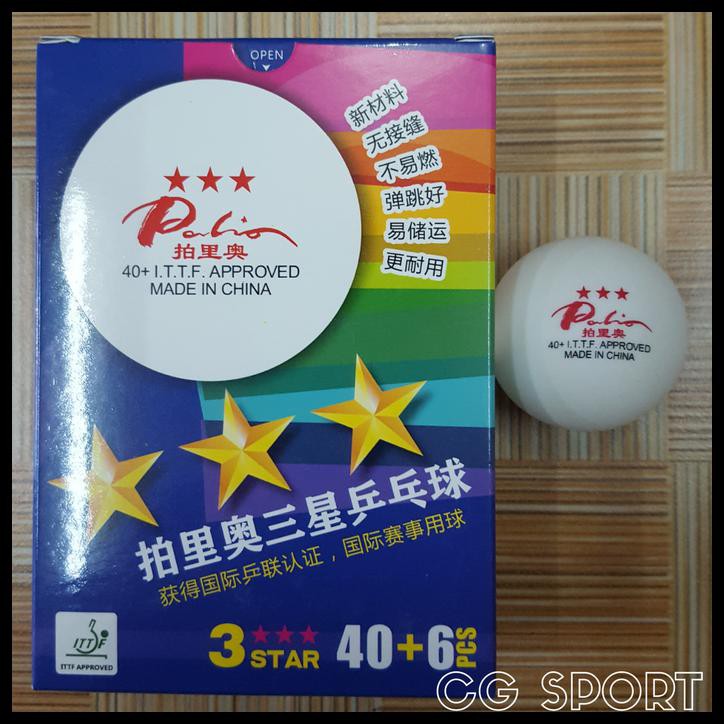 OPEN
★★★
Palio
拍里奥
40+ I.T.T.F. APPROVED
MADE IN CHINA
新材料
无接缝
不易燃
弹跳好
易储运
更耐用
★★★
Palio
拍里奥
40+ I.T.T.F. APPROVED
MADE IN CHINA
拍里奥三星乒乓球
获得国际乒联认证，国际赛事用球
ITTF
ITTF APPROVED
3 ★★★ STAR 40+ 6PCS
CG SPORT